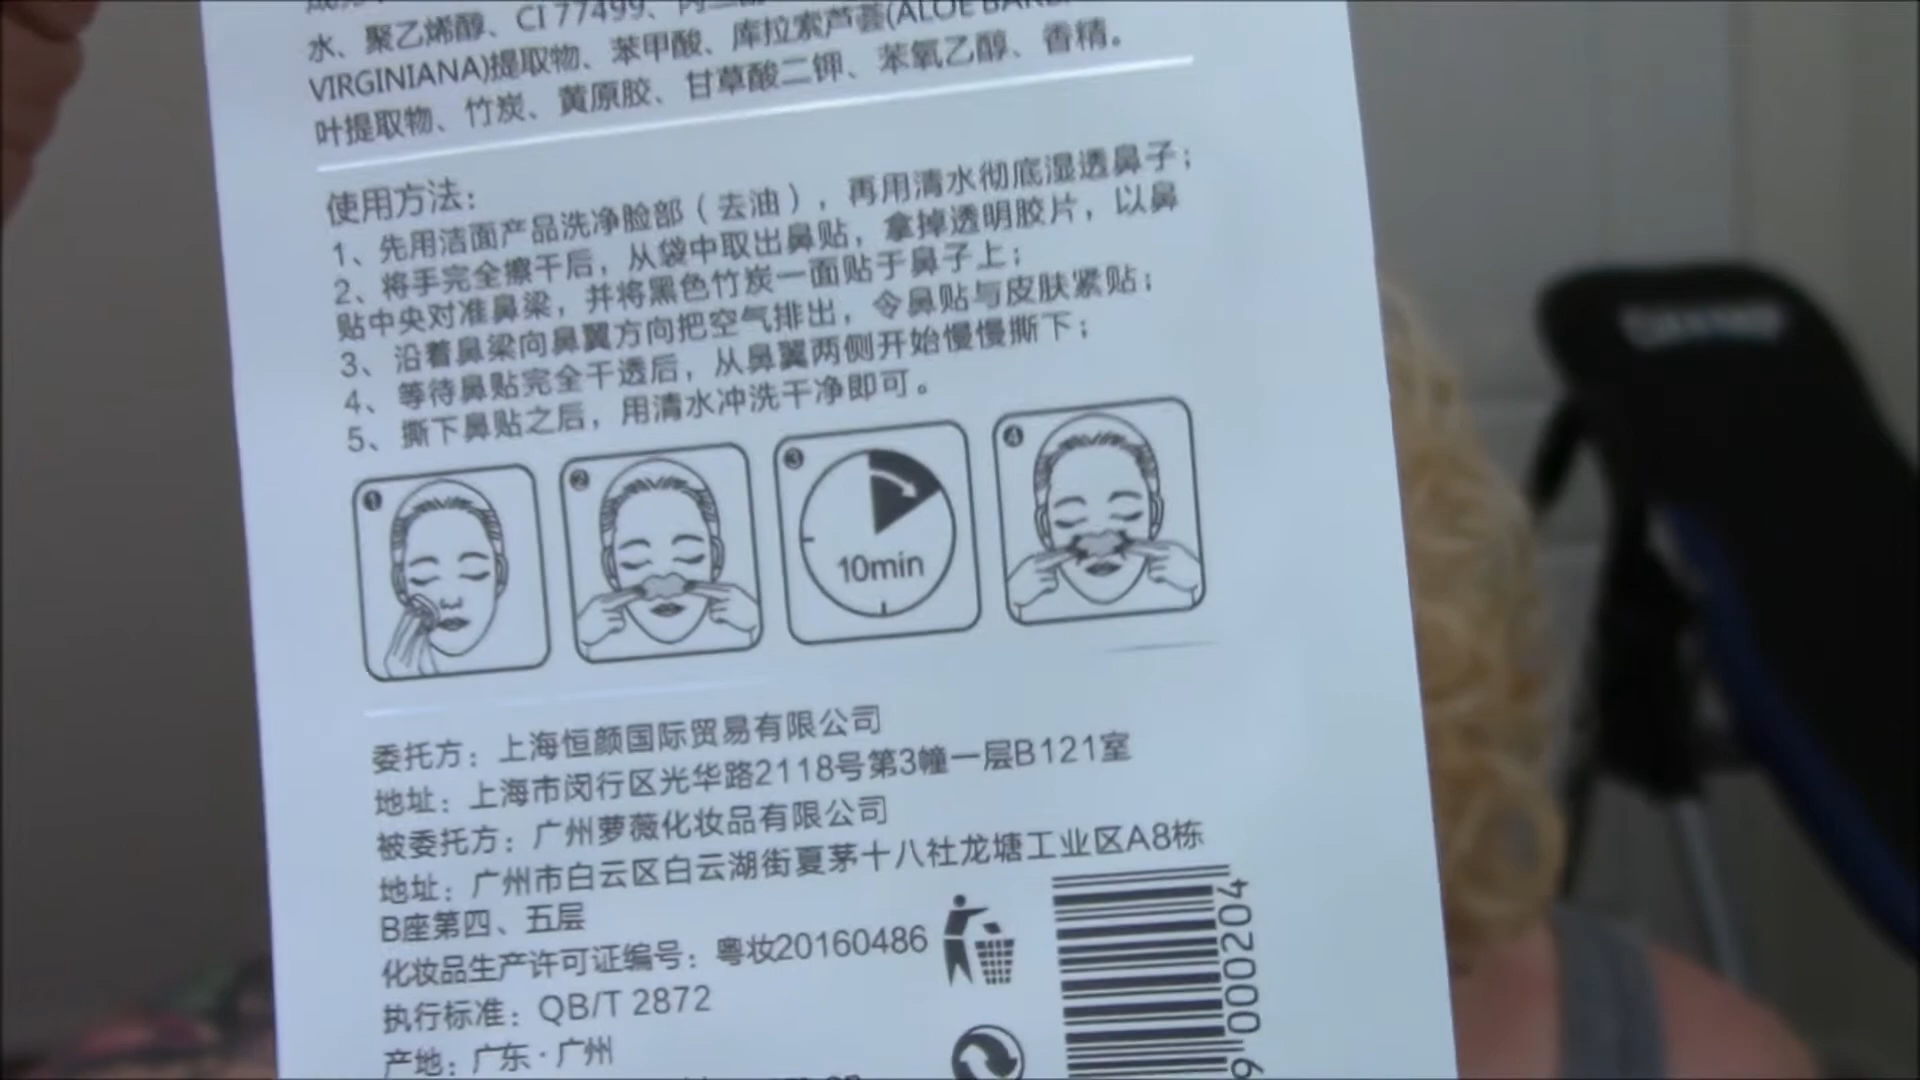 水、聚乙烯醇、CI 77499、
VIRGINIANA)提取物、苯甲酸、库拉索芦荟(ALOE
叶提取物、竹炭、黄原胶、甘草酸二钾、苯氧乙醇、香精。
使用方法：
1、先用洁面产品洗净脸部（去油），再用清水彻底湿透鼻子；
2、将手完全擦干后，从袋中取出鼻贴，拿掉透明胶片，以鼻
贴中央对准鼻梁，并将黑色竹炭一面贴于鼻子上；
3、沿着鼻梁向鼻翼方向把空气排出，令鼻贴与皮肤紧贴；
4、等待鼻贴完全干透后，从鼻翼两侧开始慢慢撕下；
5、撕下鼻贴之后，用清水冲洗干净即可。
1
2
3
10min
4
委托方：上海恒颜国际贸易有限公司
地址：上海市闵行区光华路2118号第3幢一层B121室
被委托方：广州萝薇化妆品有限公司
地址：广州市白云区白云湖街夏茅十八社龙塘工业区A8栋
B座第四、五层
化妆品生产许可证编号：粤妆20160486
执行标准：QB/T 2872
产地：广东·广州
9 000204